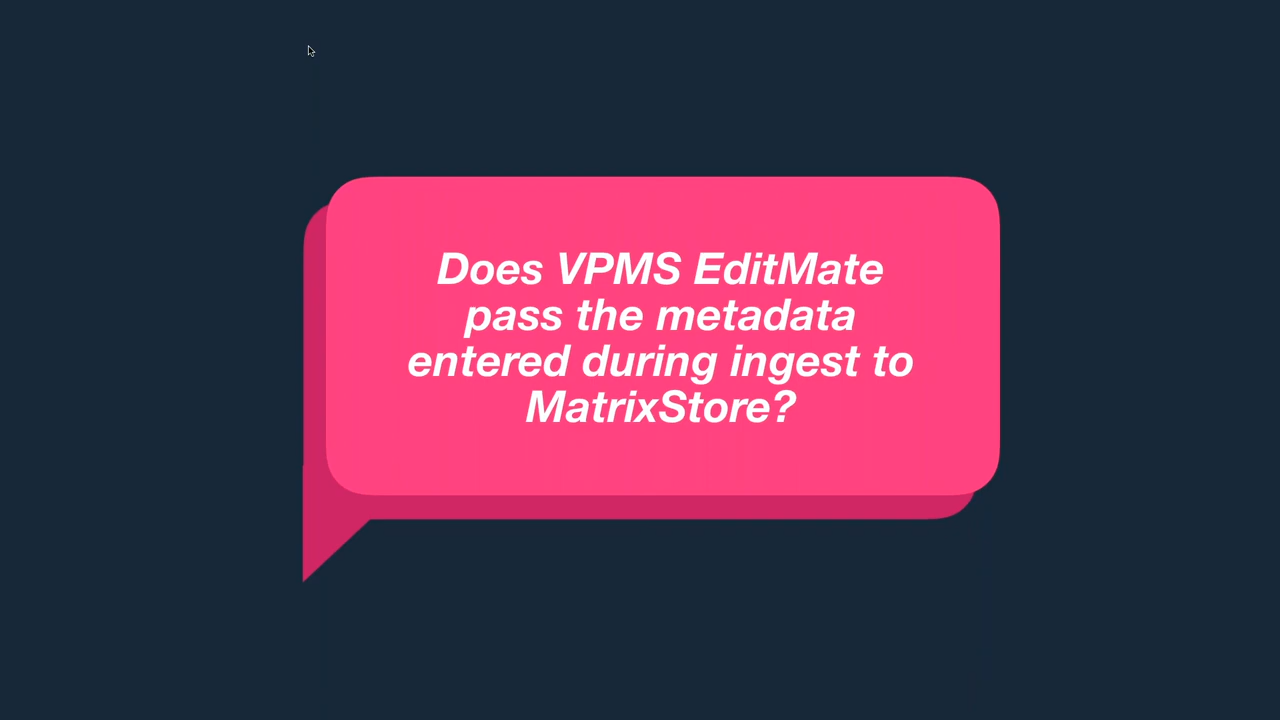 Does VPMS EditMate
pass the metadata
entered during ingest to
MatrixStore?